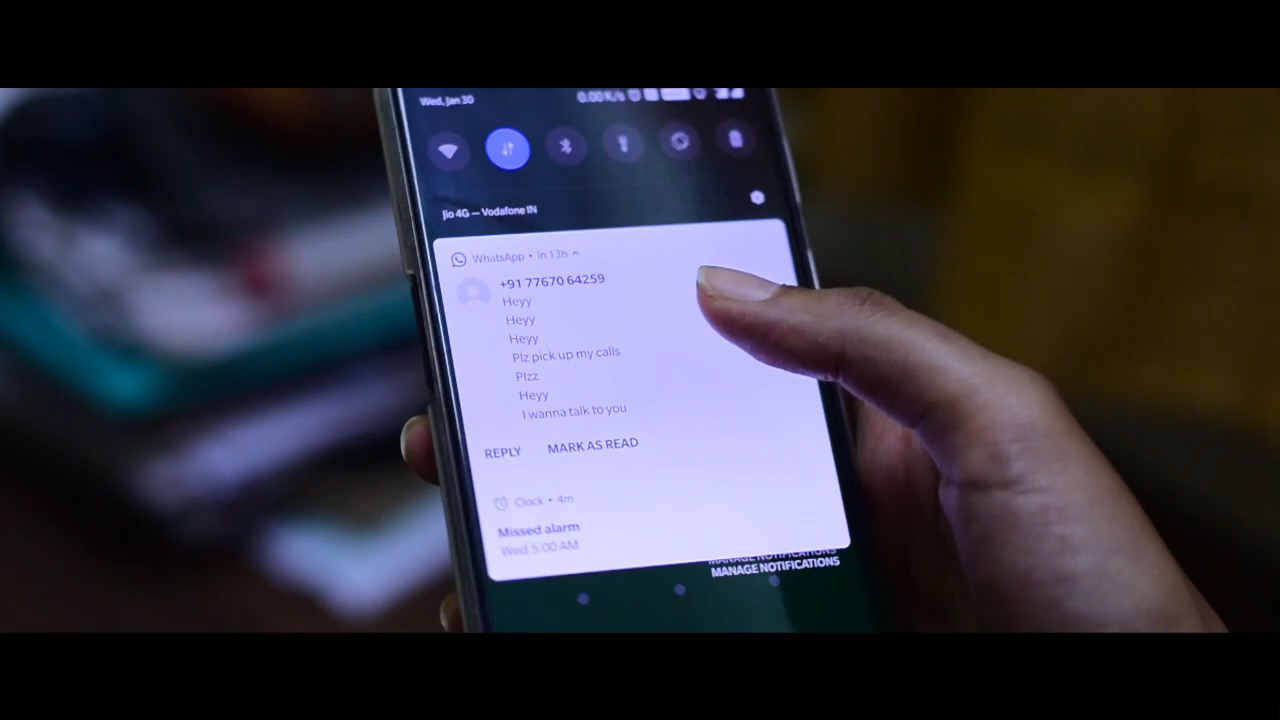 Wed, Jan 30
0.00 K/s
Jio 4G — Vodafone IN
WhatsApp • in 13h
+91 77670 64259
Heyy
Heyy
Heyy
Plz pick up my calls
Plzz
Heyy
I wanna talk to you
REPLY MARK AS READ
Clock • 4m
Missed alarm
Wed 5:00 AM
MANAGE NOTIFICATIONS
MANAGE NOTIFICATIONS